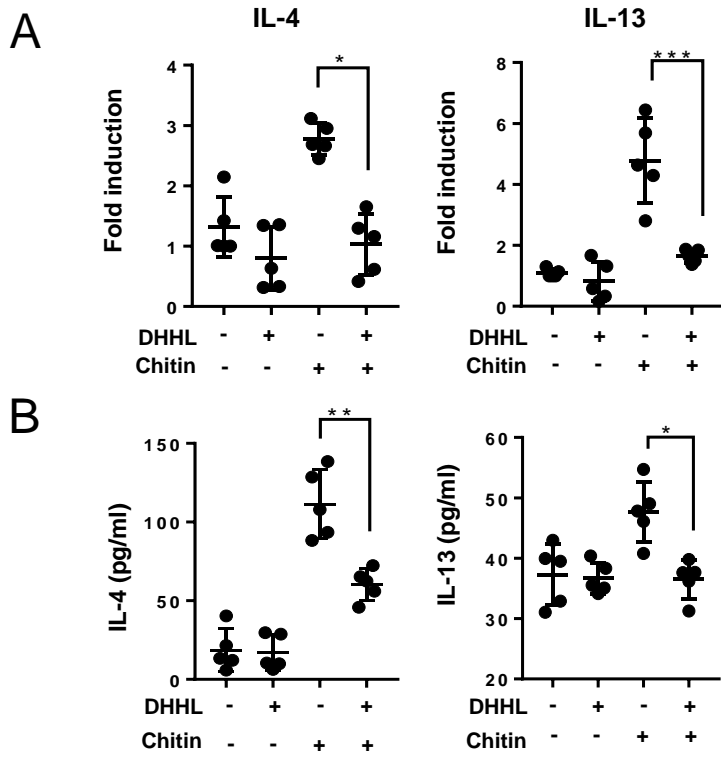 A
IL-4
IL-13
Fold induction
4
3
2
1
0
*
DHHL - + - +
Chitin - - + +
Fold induction
8
6
4
2
0
***
DHHL - + - +
Chitin - - + +
B
IL-4 (pg/ml)
150
100
50
0
**
DHHL - + - +
Chitin - - + +
IL-13 (pg/ml)
60
50
40
30
20
*
DHHL - + - +
Chitin - - + +